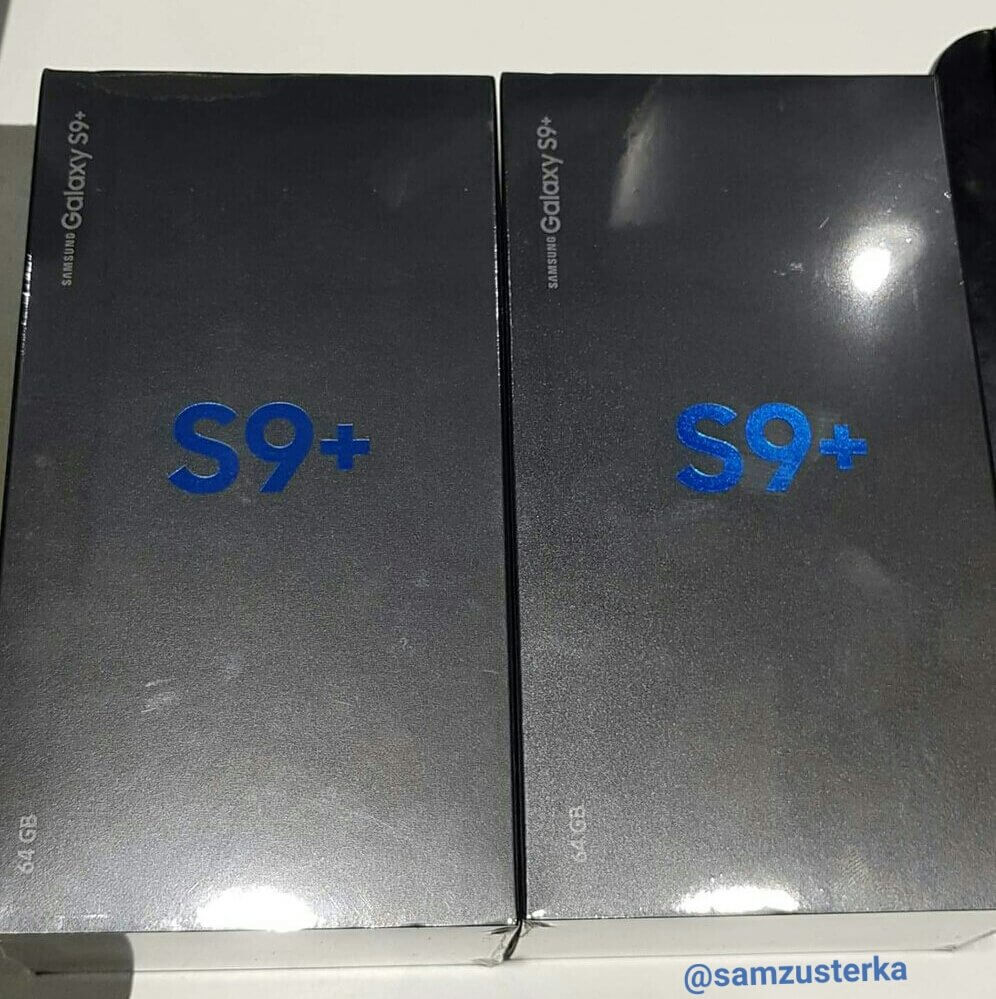 SAMSUNG Galaxy S9+
S9+
64 GB
SAMSUNG Galaxy S9+
S9+
64 GB
@samzusterka